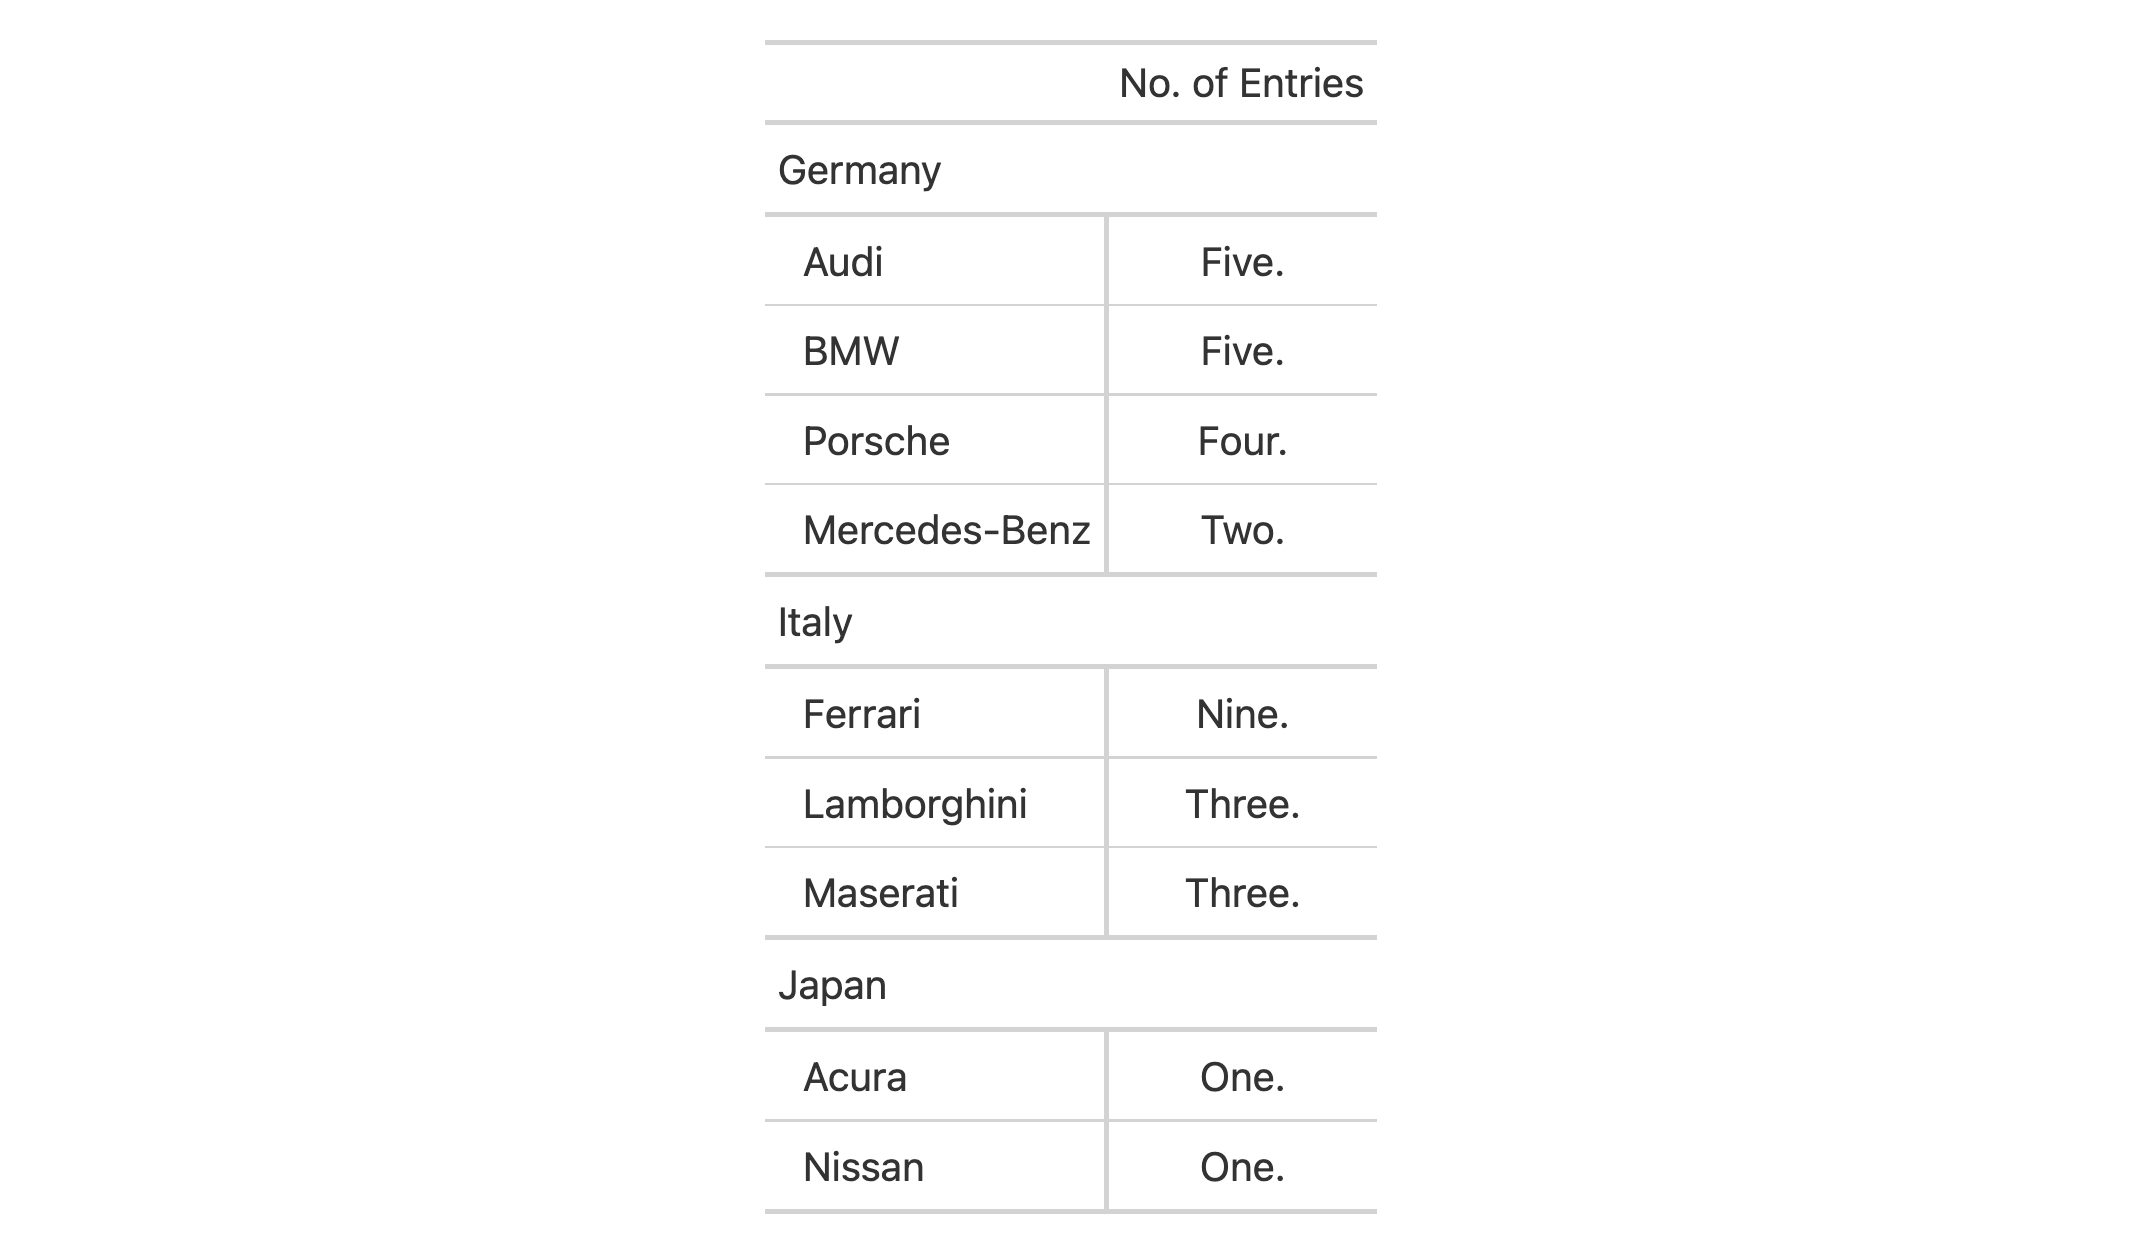 No. of Entries
Germany
Audi Five.
BMW Five.
Porsche Four.
Mercedes-Benz Two.
Italy
Ferrari Nine.
Lamborghini Three.
Maserati Three.
Japan
Acura One.
Nissan One.